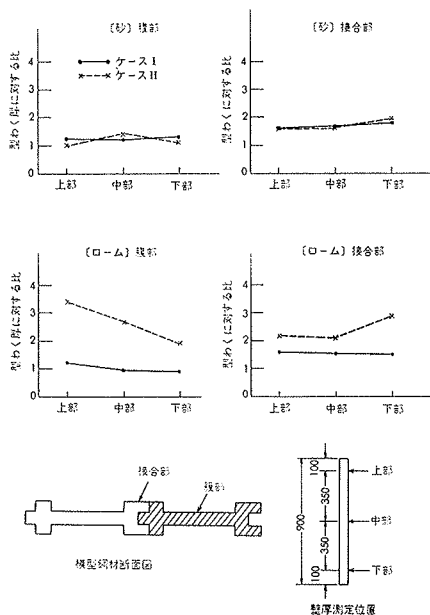 〔砂〕腹部
ケースI
ケースII
型わく厚に対する比
4
3
2
1
0
上部 中部 下部
〔砂〕接合部
型わくに対する比
4
3
2
1
0
上部 中部 下部
〔ローム〕腹部
型わく厚に対する比
4
3
2
1
0
上部 中部 下部
〔ローム〕接合部
型わくに対する比
4
3
2
1
0
上部 中部 下部
接合部
腹部
模型鋼材断面図
100
350
900
350
100
上部
中部
下部
壁厚測定位置